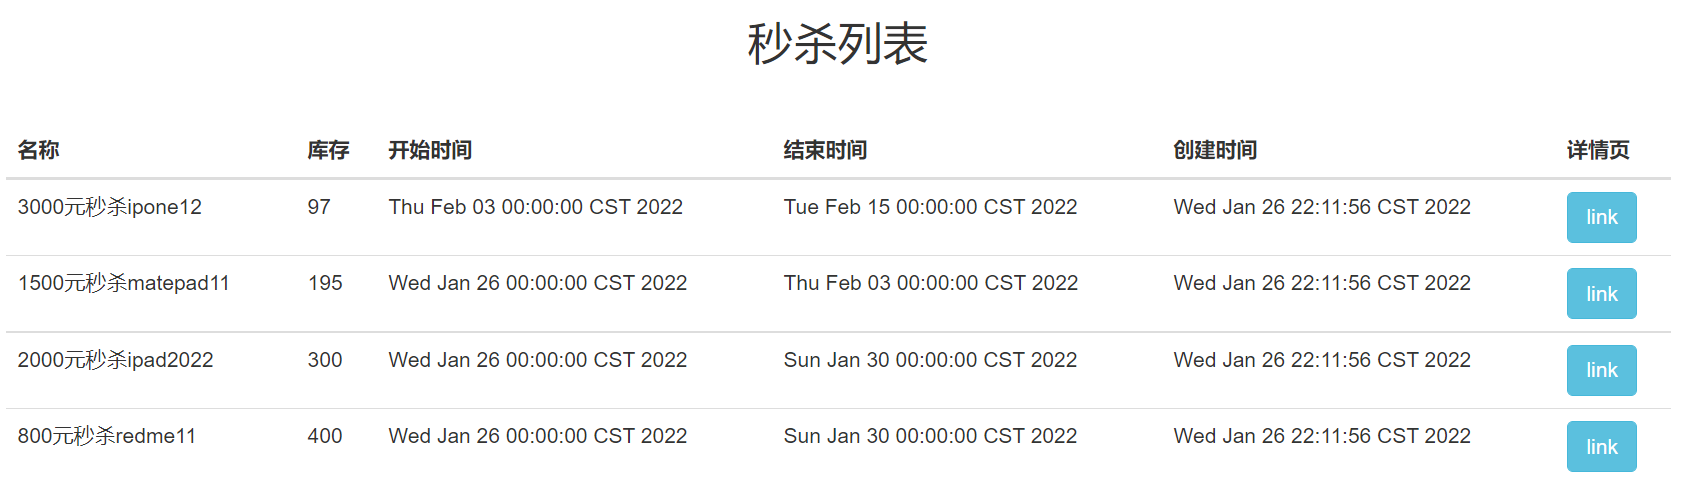 秒杀列表
名称 库存 开始时间 结束时间 创建时间 详情页
3000元秒杀ipone12 97 Thu Feb 03 00:00:00 CST 2022 Tue Feb 15 00:00:00 CST 2022 Wed Jan 26 22:11:56 CST 2022 link
1500元秒杀matepad11 195 Wed Jan 26 00:00:00 CST 2022 Thu Feb 03 00:00:00 CST 2022 Wed Jan 26 22:11:56 CST 2022 link
2000元秒杀ipad2022 300 Wed Jan 26 00:00:00 CST 2022 Sun Jan 30 00:00:00 CST 2022 Wed Jan 26 22:11:56 CST 2022 link
800元秒杀redme11 400 Wed Jan 26 00:00:00 CST 2022 Sun Jan 30 00:00:00 CST 2022 Wed Jan 26 22:11:56 CST 2022 link